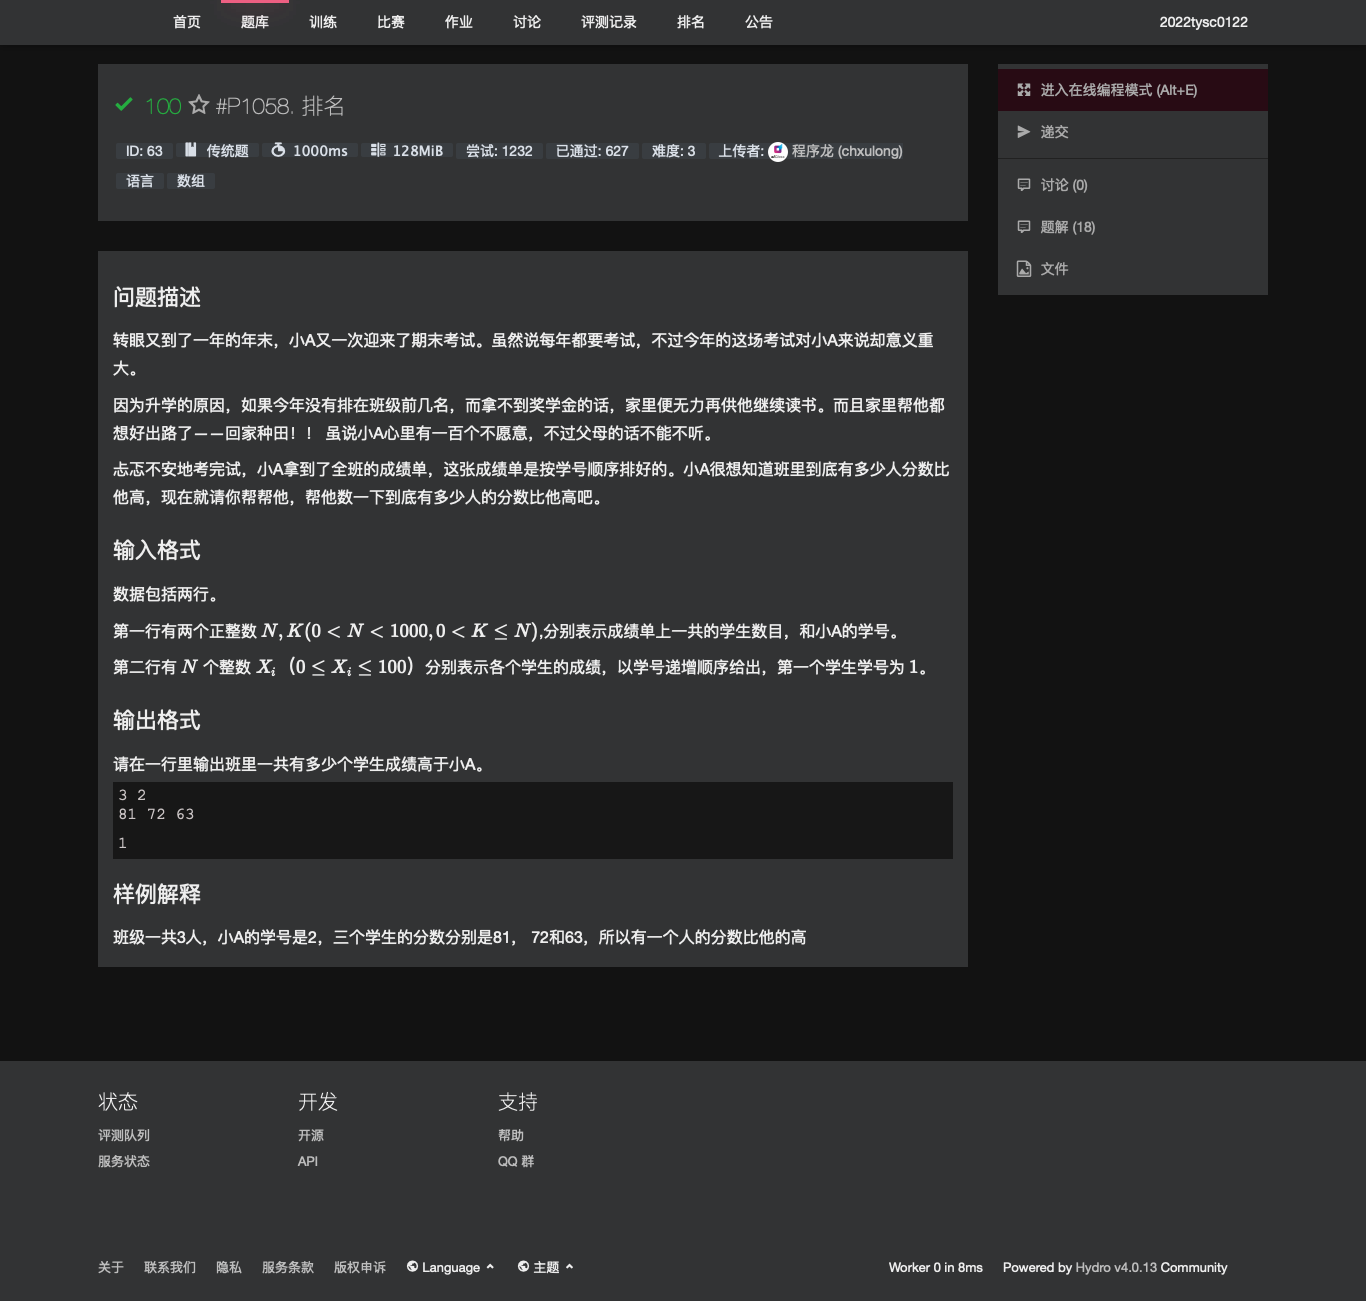 首页 题库 训练 比赛 作业 讨论 评测记录 排名 公告 2022tysc0122
100 #P1058. 排名
ID: 63 传统题 1000ms 128MiB 尝试: 1232 已通过: 627 难度: 3 上传者: 程序龙 (chxulong)
语言 数组
进入在线编程模式 (Alt+E)
递交
讨论 (0)
题解 (18)
文件
问题描述
转眼又到了一年的年末，小A又一次迎来了期末考试。虽然说每年都要考试，不过今年的这场考试对小A来说却意义重
大。
因为升学的原因，如果今年没有排在班级前几名，而拿不到奖学金的话，家里便无力再供他继续读书。而且家里帮他都
想好出路了——回家种田！！ 虽说小A心里有一百个不愿意，不过父母的话不能不听。
忐忑不安地考完试，小A拿到了全班的成绩单，这张成绩单是按学号顺序排好的。小A很想知道班里到底有多少人分数比
他高，现在就请你帮帮他，帮他数一下到底有多少人的分数比他高吧。
输入格式
数据包括两行。
第一行有两个正整数 N, K(0 < N < 1000, 0 < K ≤ N),分别表示成绩单上一共的学生数目，和小A的学号。
第二行有 N 个整数 Xi（0 ≤ Xi ≤ 100）分别表示各个学生的成绩，以学号递增顺序给出，第一个学生学号为 1。
输出格式
请在一行里输出班里一共有多少个学生成绩高于小A。
3 2
81 72 63
1
样例解释
班级一共3人，小A的学号是2，三个学生的分数分别是81， 72和63，所以有一个人的分数比他的高
状态 开发 支持
评测队列 开源 帮助
服务状态 API QQ 群
关于 联系我们 隐私 服务条款 版权申诉 Language 主题 Worker 0 in 8ms Powered by Hydro v4.0.13 Community